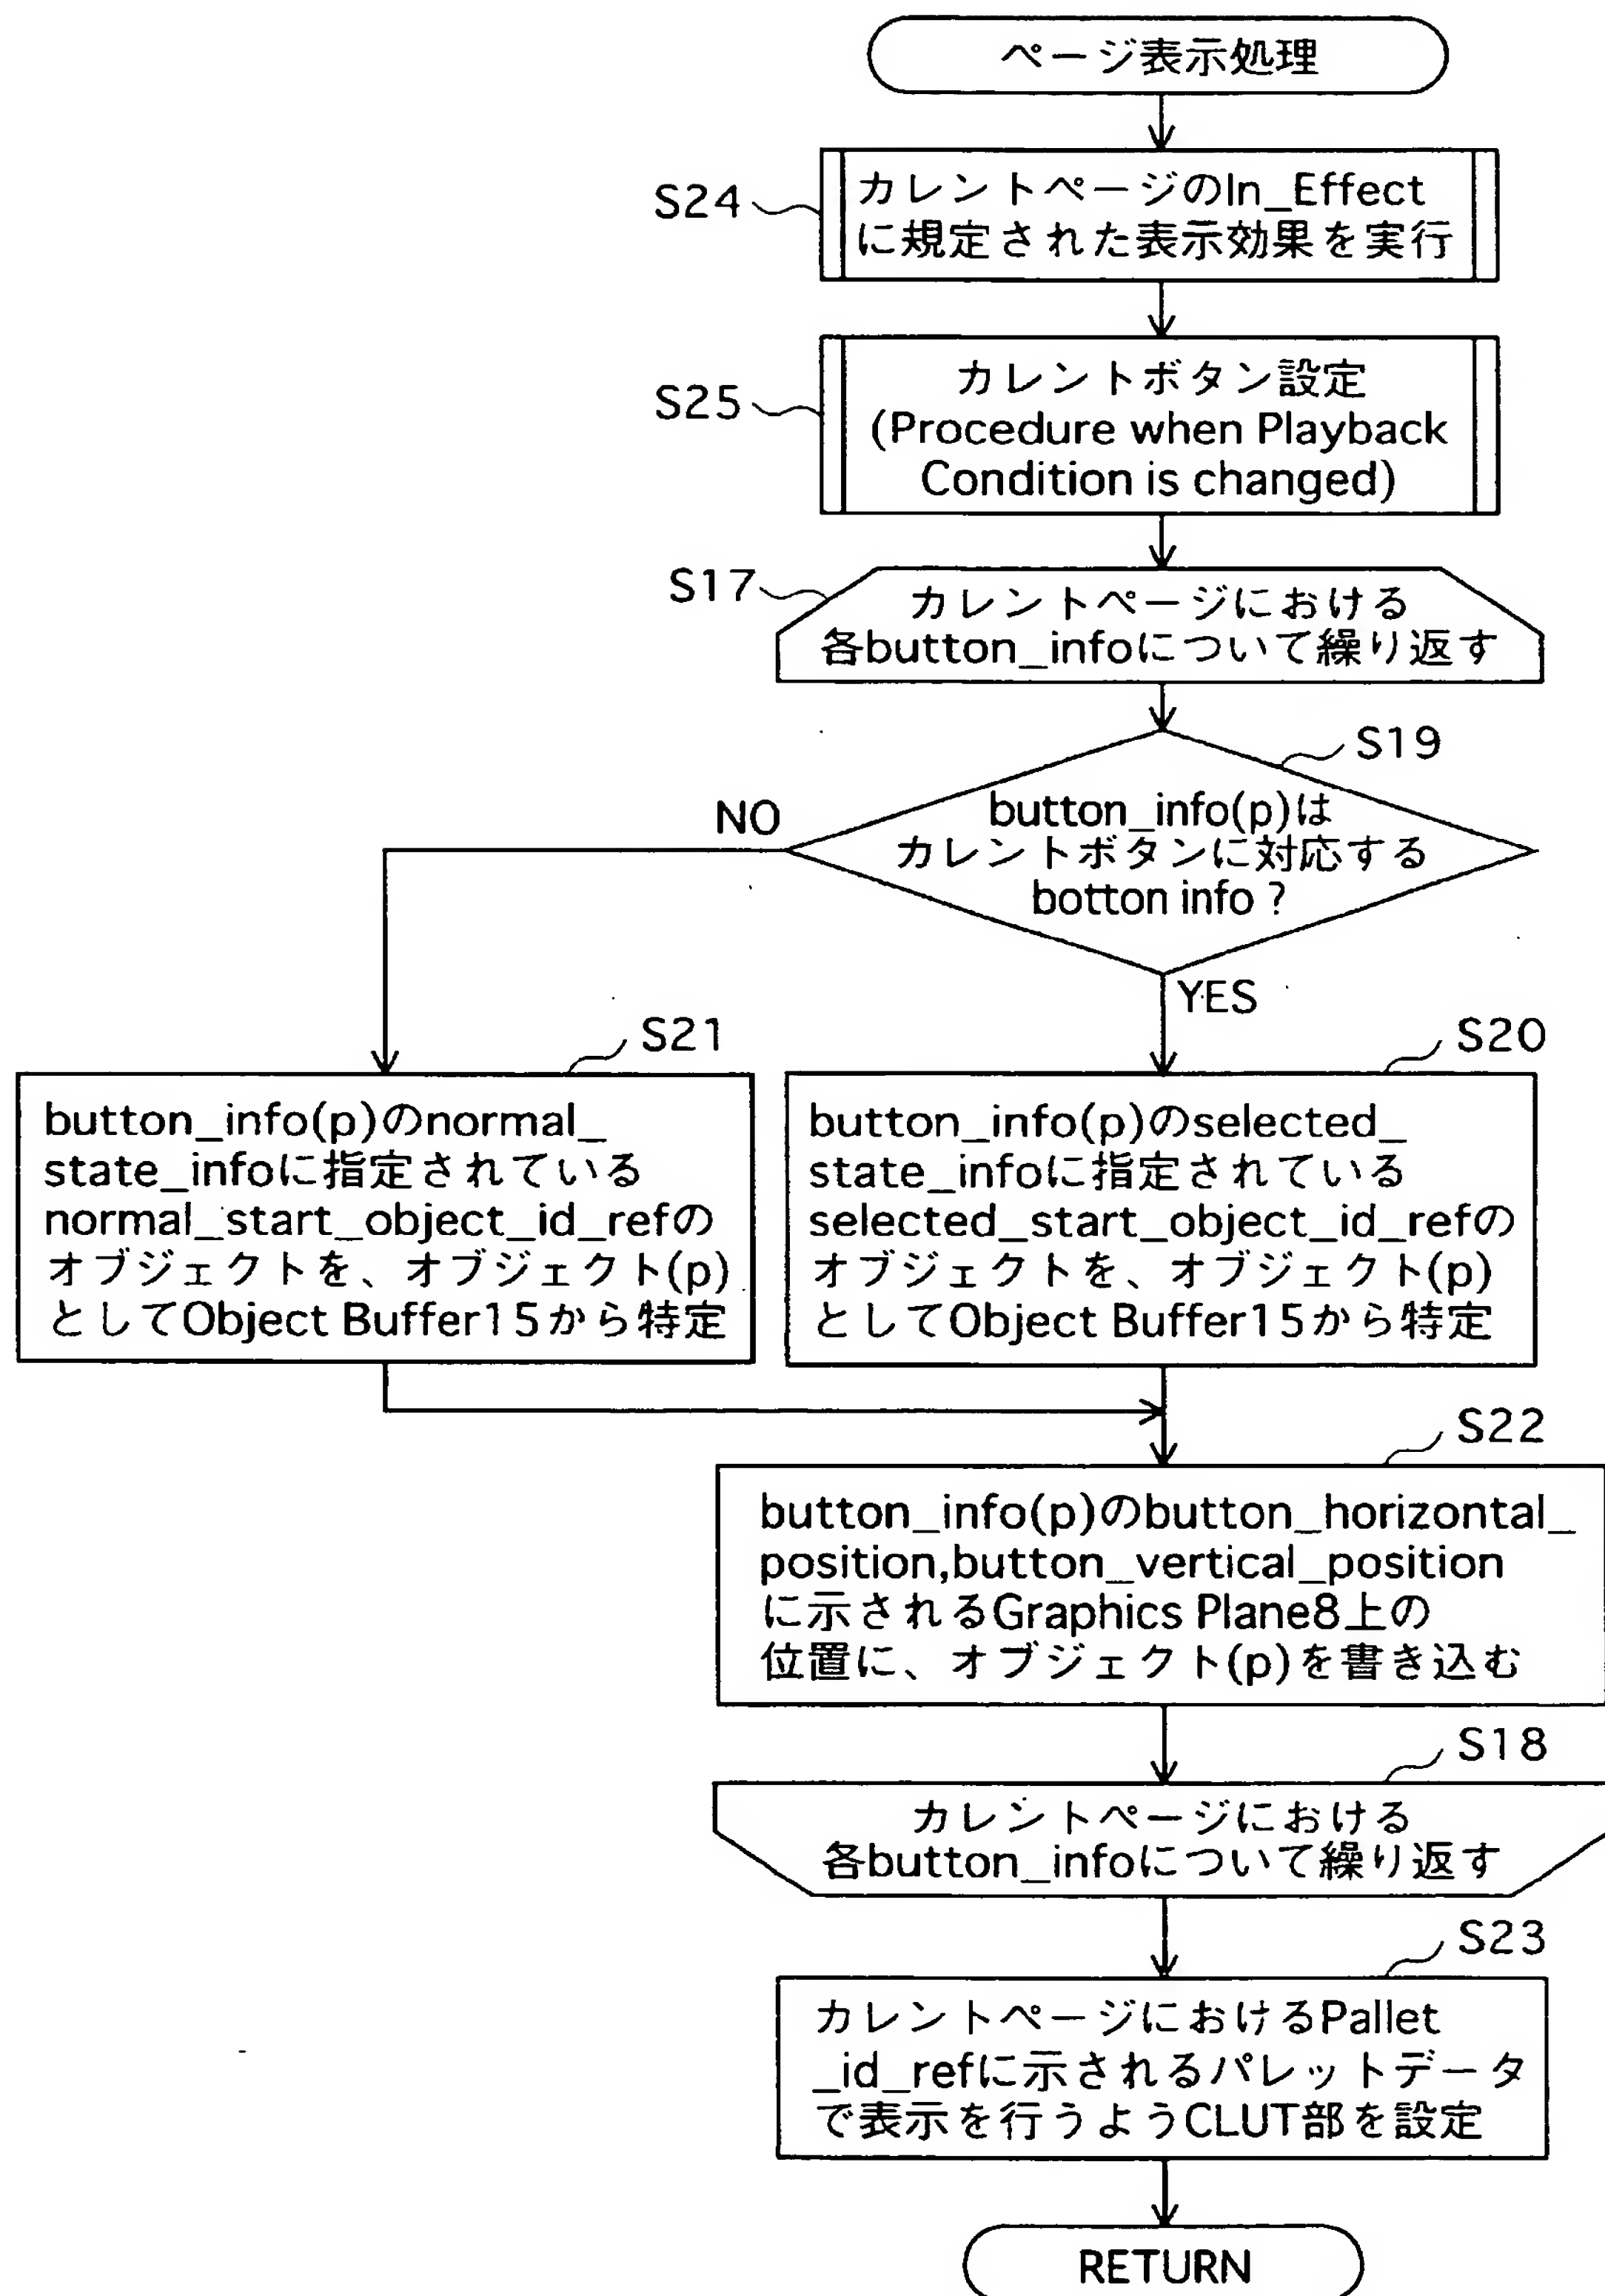 ページ表示処理
S24
カレントページのIn_Effect
に規定された表示効果を実行
S25
カレントボタン設定
(Procedure when Playback
Condition is changed)
S17
カレントページにおける
各button_infoについて繰り返す
S19
button_info(p)は
カレントボタンに対応する
botton info ?
NO
YES
S21
button_info(p)のnormal_
state_infoに指定されている
normal_start_object_id_refの
オブジェクトを、オブジェクト(p)
としてObject Buffer15から特定
S20
button_info(p)のselected_
state_infoに指定されている
selected_start_object_id_refの
オブジェクトを、オブジェクト(p)
としてObject Buffer15から特定
S22
button_info(p)のbutton_horizontal_
position,button_vertical_position
に示されるGraphics Plane8上の
位置に、オブジェクト(p)を書き込む
S18
カレントページにおける
各button_infoについて繰り返す
S23
カレントページにおけるPallet
_id_refに示されるパレットデータ
で表示を行うようCLUT部を設定
RETURN